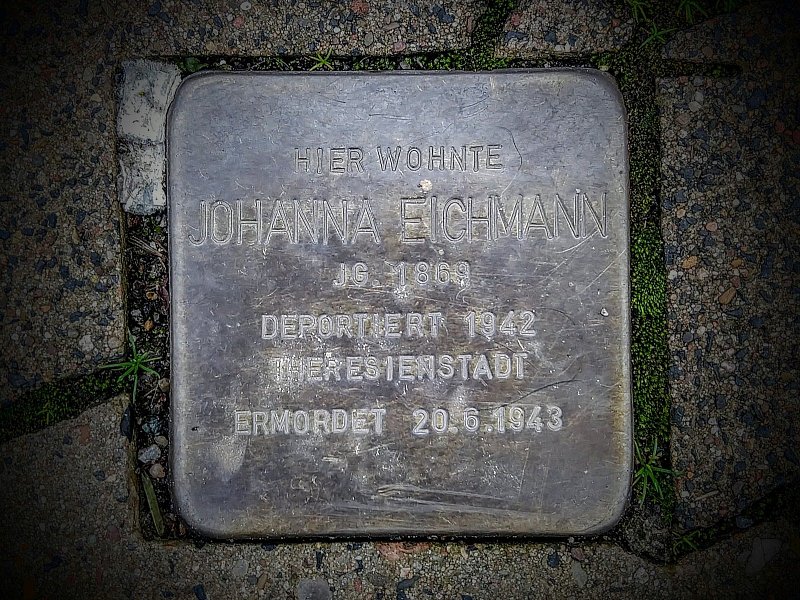 HIER WOHNTE
JOHANNA EICHMANN
JG. 1869
DEPORTIERT 1942
THERESIENSTADT
ERMORDET 20.6.1943